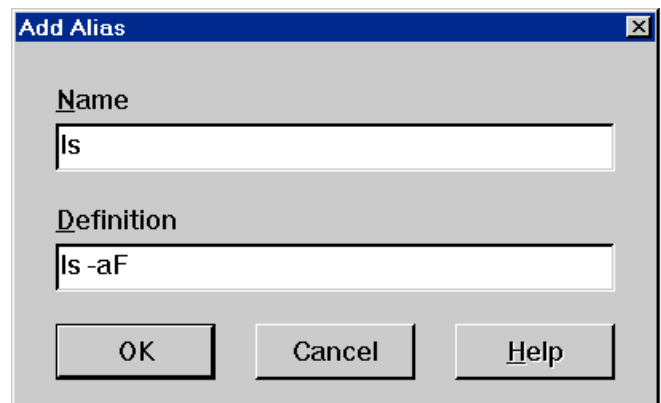 Add Alias
Name
ls
Definition
ls -aF
OK Cancel Help